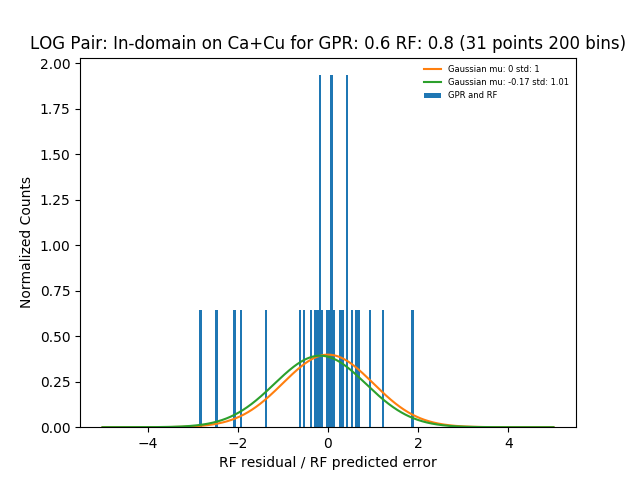 LOG Pair: In-domain on Ca+Cu for GPR: 0.6 RF: 0.8 (31 points 200 bins)
Gaussian mu: 0 std: 1
Gaussian mu: -0.17 std: 1.01
GPR and RF
Normalized Counts
2.00
1.75
1.50
1.25
1.00
0.75
0.50
0.25
0.00
−4
−2
0
2
4
RF residual / RF predicted error